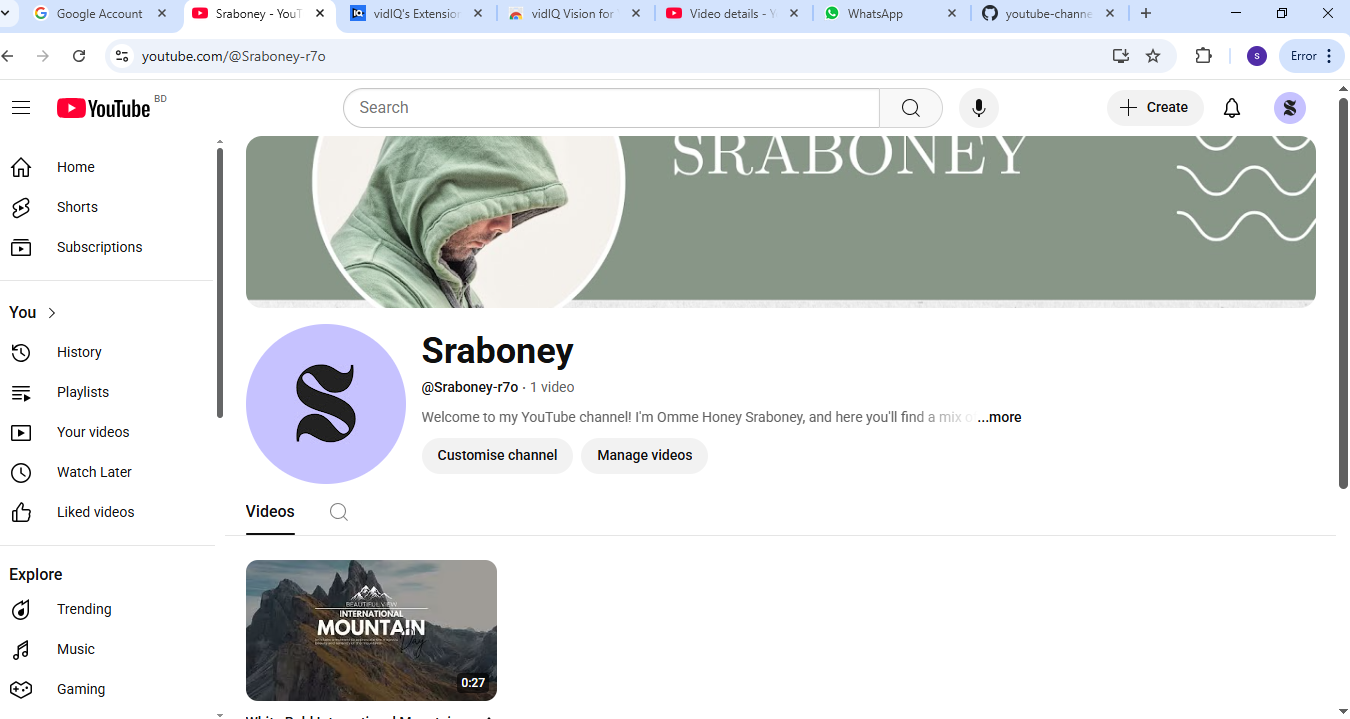 Google Account
Sraboney - YouT
vidIQ's Extension
vidIQ Vision for
Video details - Y
WhatsApp
youtube-channe
youtube.com/@Sraboney-r7o
S
Error
YouTube BD
Search
Create
S
Home
Shorts
Subscriptions
You
History
Playlists
Your videos
Watch Later
Liked videos
Explore
Trending
Music
Gaming
SRABONEY
S
Sraboney
@Sraboney-r7o · 1 video
Welcome to my YouTube channel! I'm Omme Honey Sraboney, and here you'll find a mix o ...more
Customise channel
Manage videos
Videos
BEAUTIFUL VIEW
INTERNATIONAL
MOUNTAIN
Day
0:27